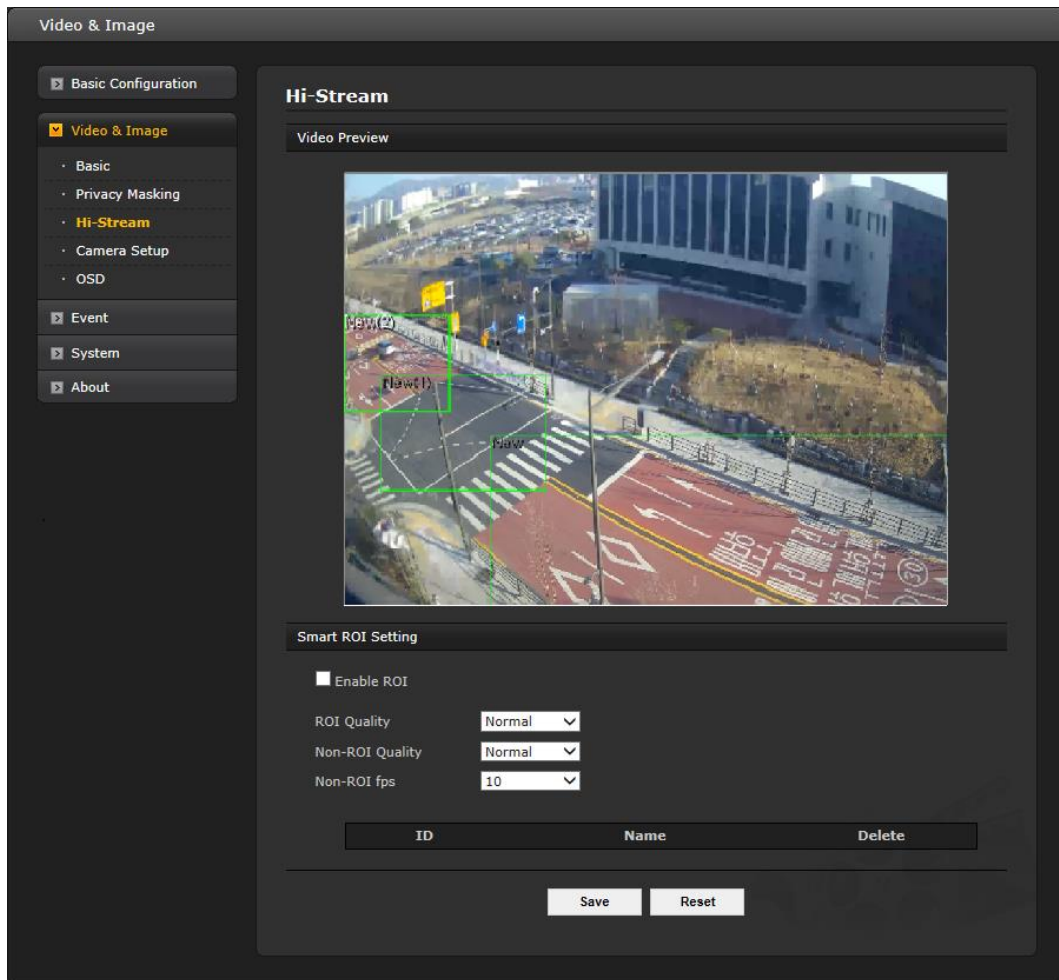 Video & Image
Basic Configuration
Video & Image
· Basic
· Privacy Masking
· Hi-Stream
· Camera Setup
· OSD
Event
System
About
Hi-Stream
Video Preview
New(2)
New(1)
New
30
Smart ROI Setting
Enable ROI
ROI Quality Normal
Non-ROI Quality Normal
Non-ROI fps 10
ID Name Delete
Save Reset